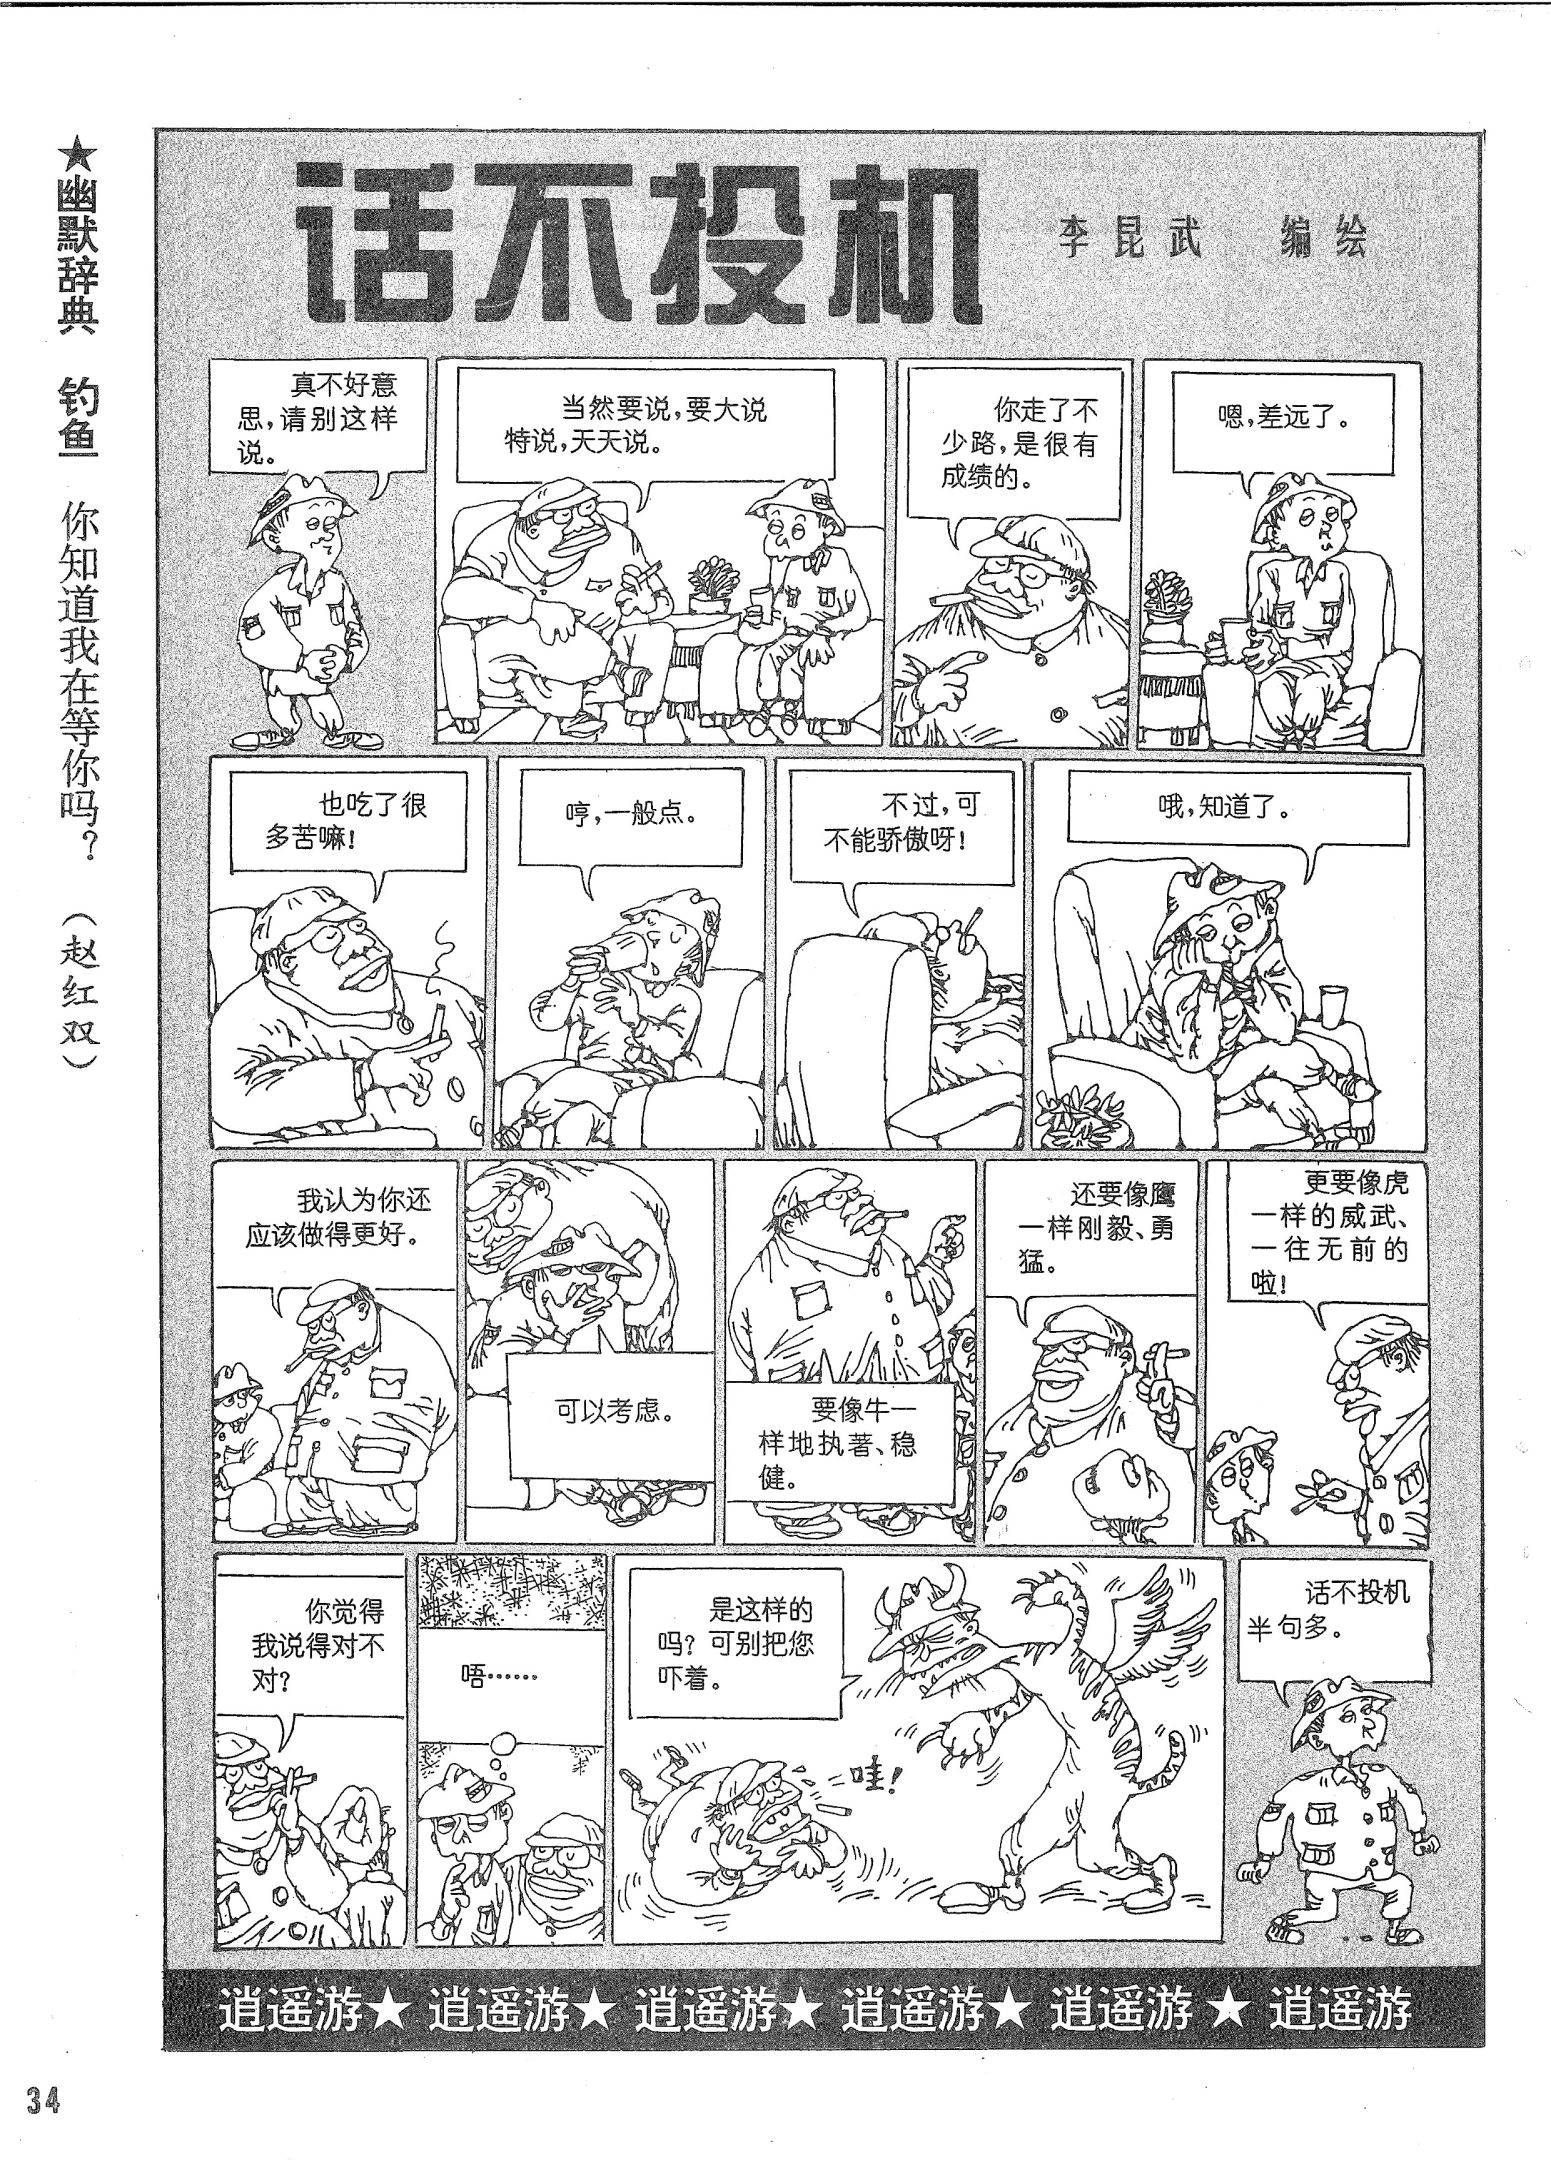 ★幽默辞典 钓鱼 你知道我在等你吗？ （赵红双）
话不投机
李昆武 编绘
真不好意
思，请别这样
说。
当然要说，要大说
特说，天天说。
你走了不
少路，是很有
成绩的。
嗯，差远了。
也吃了很
多苦嘛！
哼，一般点。
不过，可
不能骄傲呀！
哦，知道了。
我认为你还
应该做得更好。
可以考虑。
要像牛一
样地执著、稳
健。
还要像鹰
一样刚毅、勇
猛。
更要像虎
一样的威武、
一往无前的
啦！
你觉得
我说得对不
对？
唔……
是这样的
吗？可别把您
吓着。
哇！
话不投机
半句多。
逍遥游★ 逍遥游★ 逍遥游★ 逍遥游★ 逍遥游 ★ 逍遥游
34